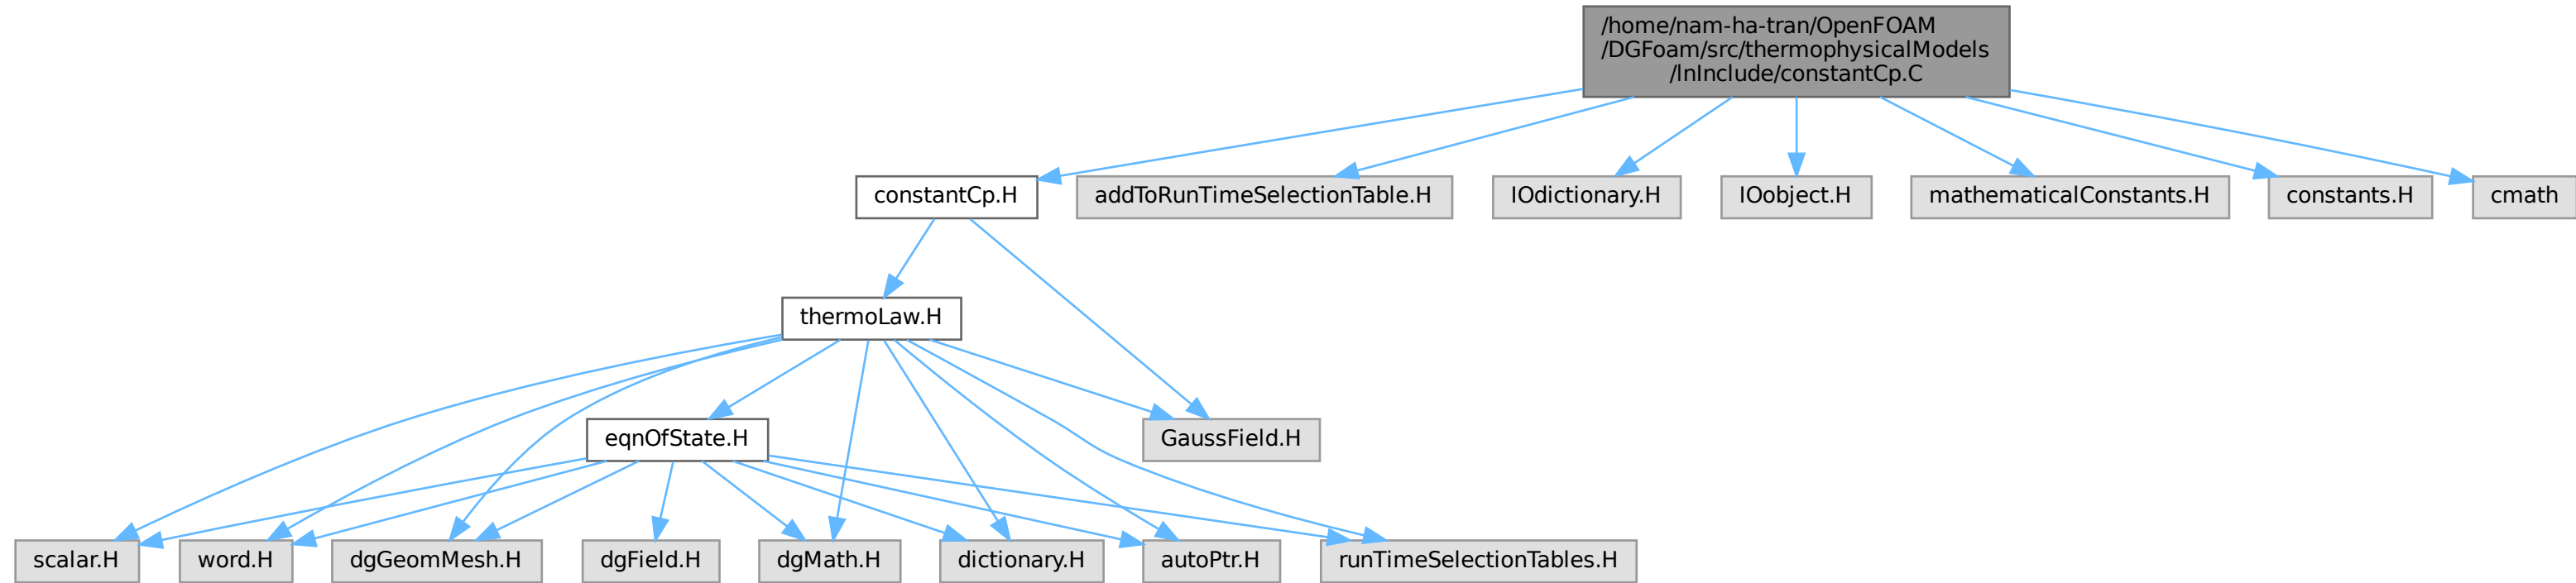 /home/nam-ha-tran/OpenFOAM
/DGFoam/src/thermophysicalModels
/lnInclude/constantCp.C
constantCp.H
addToRunTimeSelectionTable.H
IOdictionary.H
IOobject.H
mathematicalConstants.H
constants.H
cmath
thermoLaw.H
eqnOfState.H
GaussField.H
scalar.H
word.H
dgGeomMesh.H
dgField.H
dgMath.H
dictionary.H
autoPtr.H
runTimeSelectionTables.H